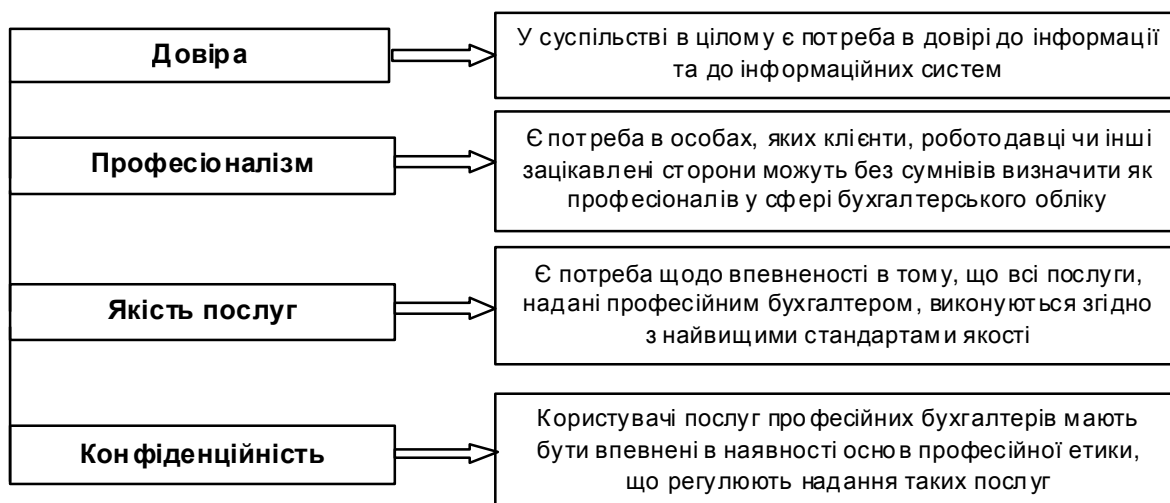 Довіра
У суспільстві в цілому є потреба в довірі до інформації
та до інформаційних систем
Професіоналізм
Є потреба в особах, яких клієнти, роботодавці чи інші
зацікавлені сторони можуть без сумнівів визначити як
професіоналів у сфері бухгалтерського обліку
Якість послуг
Є потреба щодо впевненості в тому, що всі послуги,
надані професійним бухгалтером, виконуються згідно
з найвищими стандартами якості
Конфіденційність
Користувачі послуг професійних бухгалтерів мають
бути впевнені в наявності основ професійної етики,
що регулюють надання таких послуг